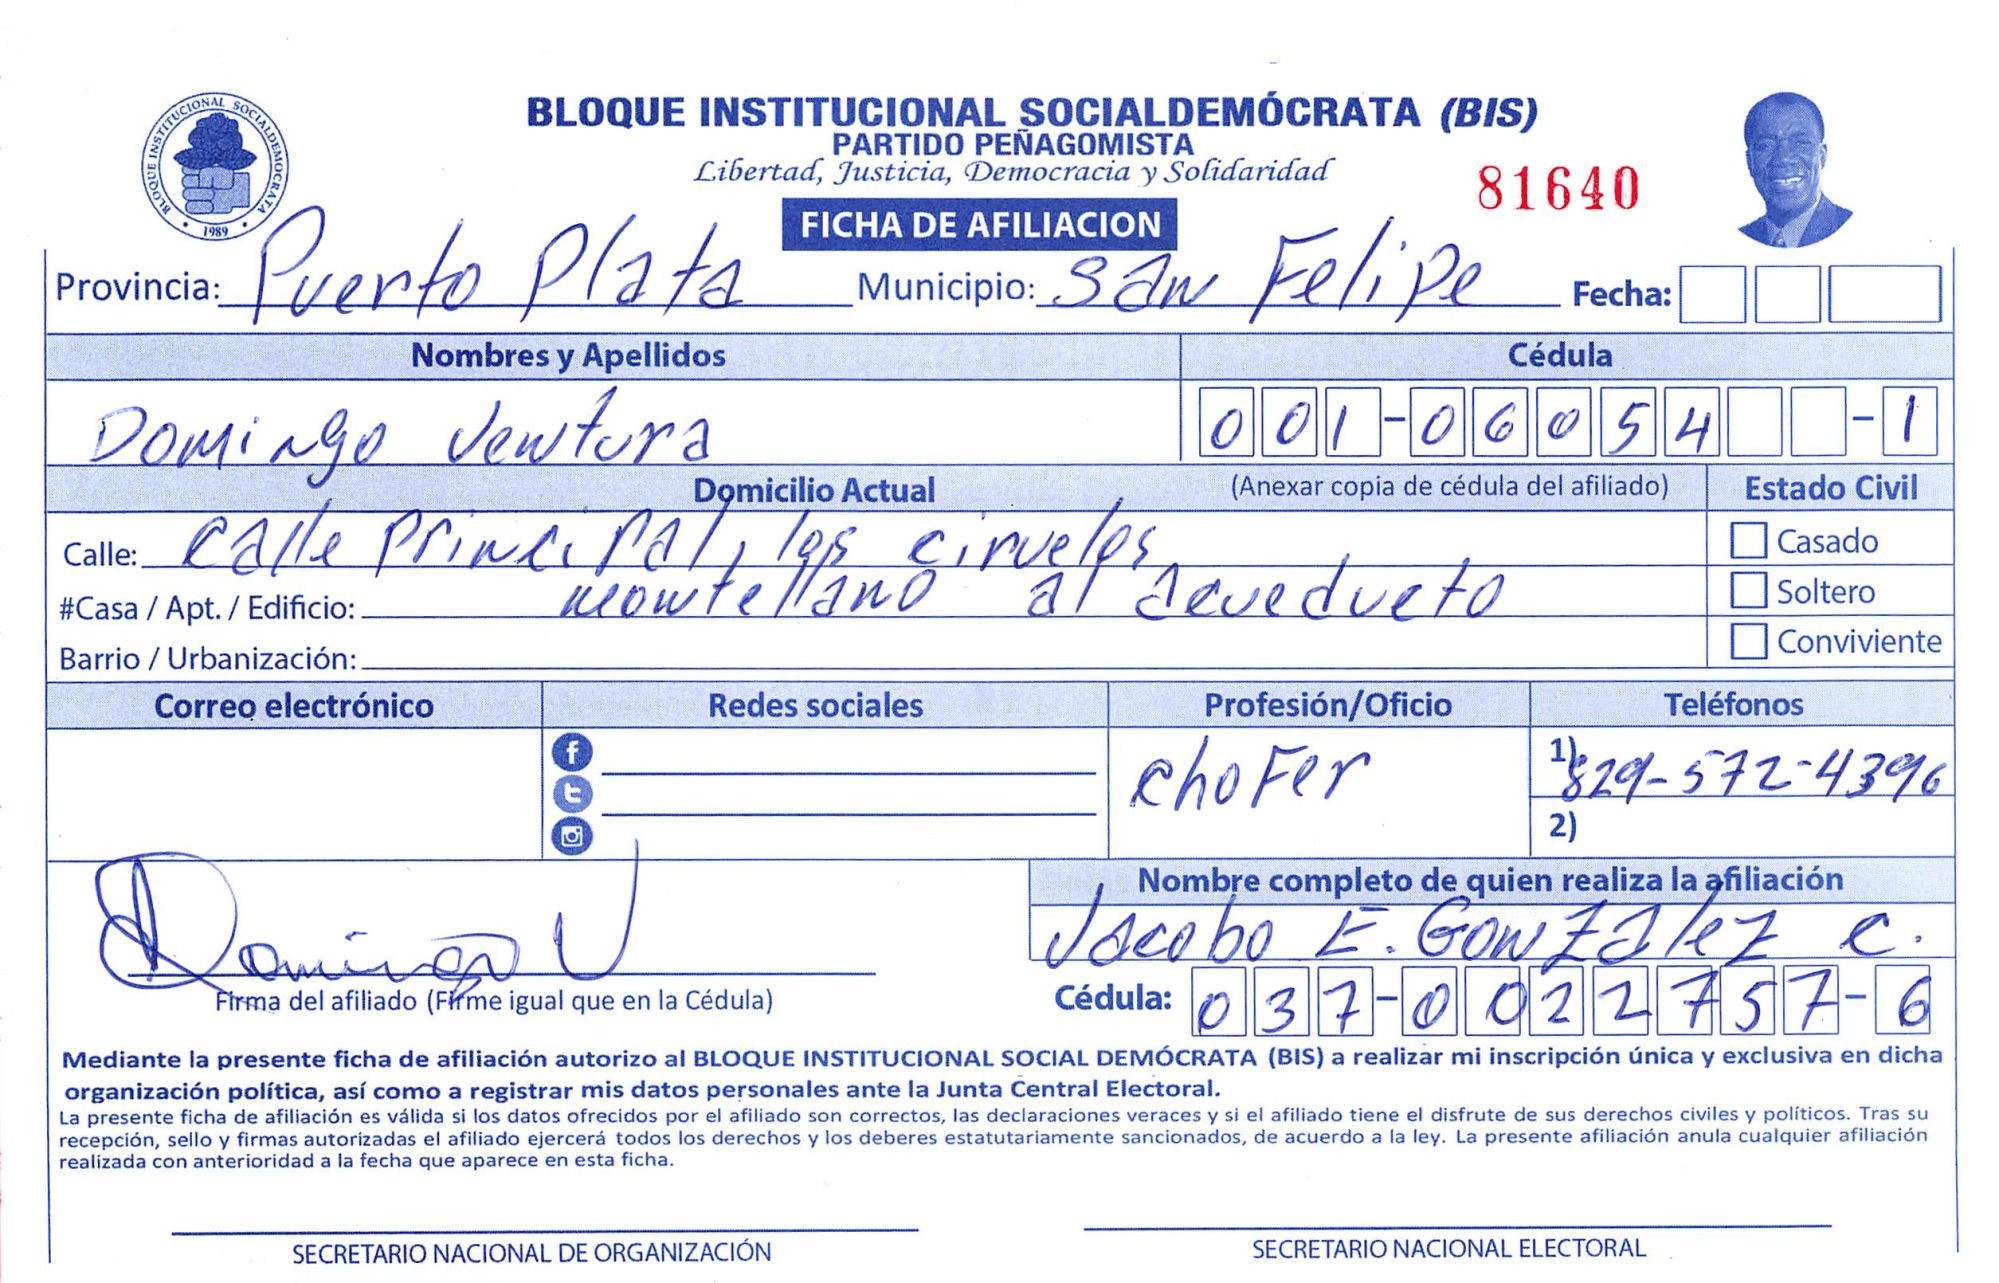 BLOQUE INSTITUCIONAL SOCIALDEMÓCRATA (BIS)
PARTIDO PEÑAGOMISTA
Libertad, Justicia, Democracia y Solidaridad
81640
BLOQUE INSTITUCIONAL SOCIALDEMOCRATA
1989
FICHA DE AFILIACION
Provincia: Puerto Plata Municipio: San Felipe Fecha:
Nombres y Apellidos Cédula
Domingo Ventura 001-06054 -1
Domicilio Actual (Anexar copia de cédula del afiliado) Estado Civil
Calle: calle Principal, los ciruelos Casado
#Casa / Apt. / Edificio: montellano al acueducto Soltero
Barrio / Urbanización: Conviviente
Correo electrónico Redes sociales Profesión/Oficio Teléfonos
chofer 1) 829-572-4396
2)
Nombre completo de quien realiza la afiliación
Domingo V Jacobo E. Gonzalez C.
Firma del afiliado (Firme igual que en la Cédula) Cédula: 037-0022757-6
Mediante la presente ficha de afiliación autorizo al BLOQUE INSTITUCIONAL SOCIAL DEMÓCRATA (BIS) a realizar mi inscripción única y exclusiva en dicha
organización política, así como a registrar mis datos personales ante la Junta Central Electoral.
La presente ficha de afiliación es válida si los datos ofrecidos por el afiliado son correctos, las declaraciones veraces y si el afiliado tiene el disfrute de sus derechos civiles y políticos. Tras su
recepción, sello y firmas autorizadas el afiliado ejercerá todos los derechos y los deberes estatutariamente sancionados, de acuerdo a la ley. La presente afiliación anula cualquier afiliación
realizada con anterioridad a la fecha que aparece en esta ficha.
SECRETARIO NACIONAL DE ORGANIZACIÓN SECRETARIO NACIONAL ELECTORAL